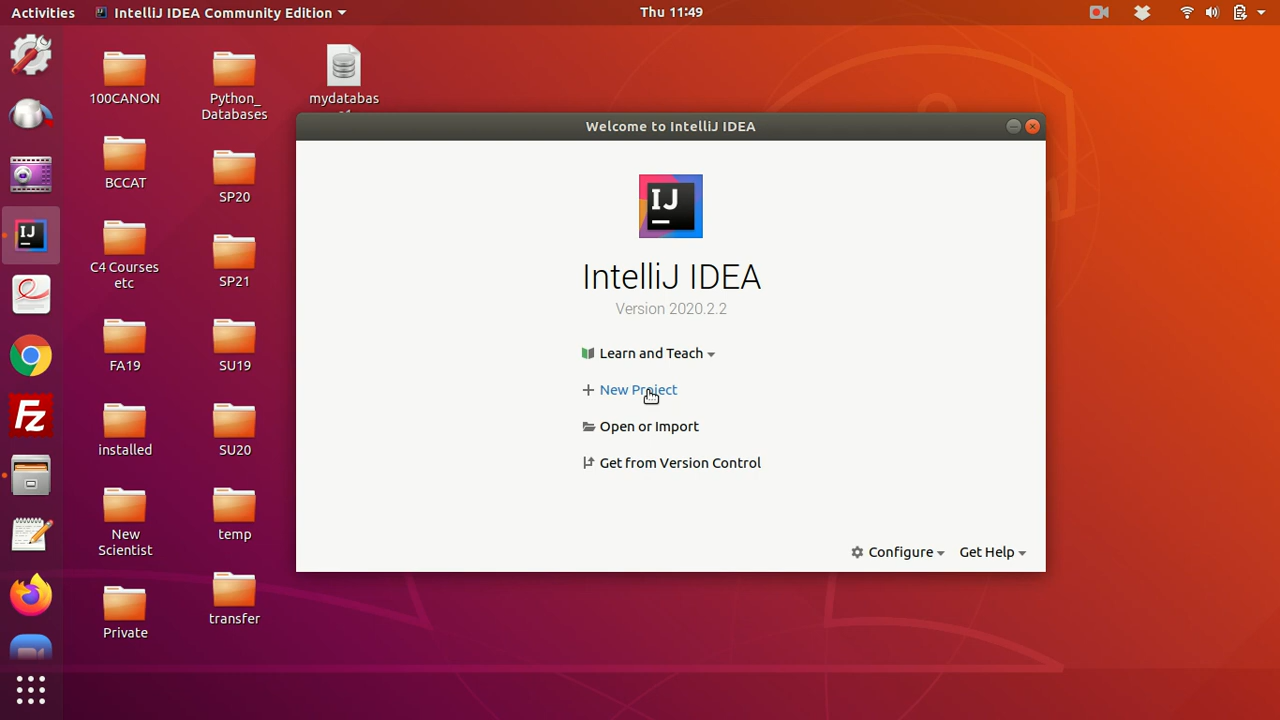 Activities
IntelliJ IDEA Community Edition
Thu 11:49
100CANON
Python_
Databases
mydatabas
BCCAT
SP20
C4 Courses
etc
SP21
FA19
SU19
installed
SU20
New
Scientist
temp
Private
transfer
Welcome to IntelliJ IDEA
IJ
IntelliJ IDEA
Version 2020.2.2
Learn and Teach
New Project
Open or Import
Get from Version Control
Configure
Get Help
IJ
Fz